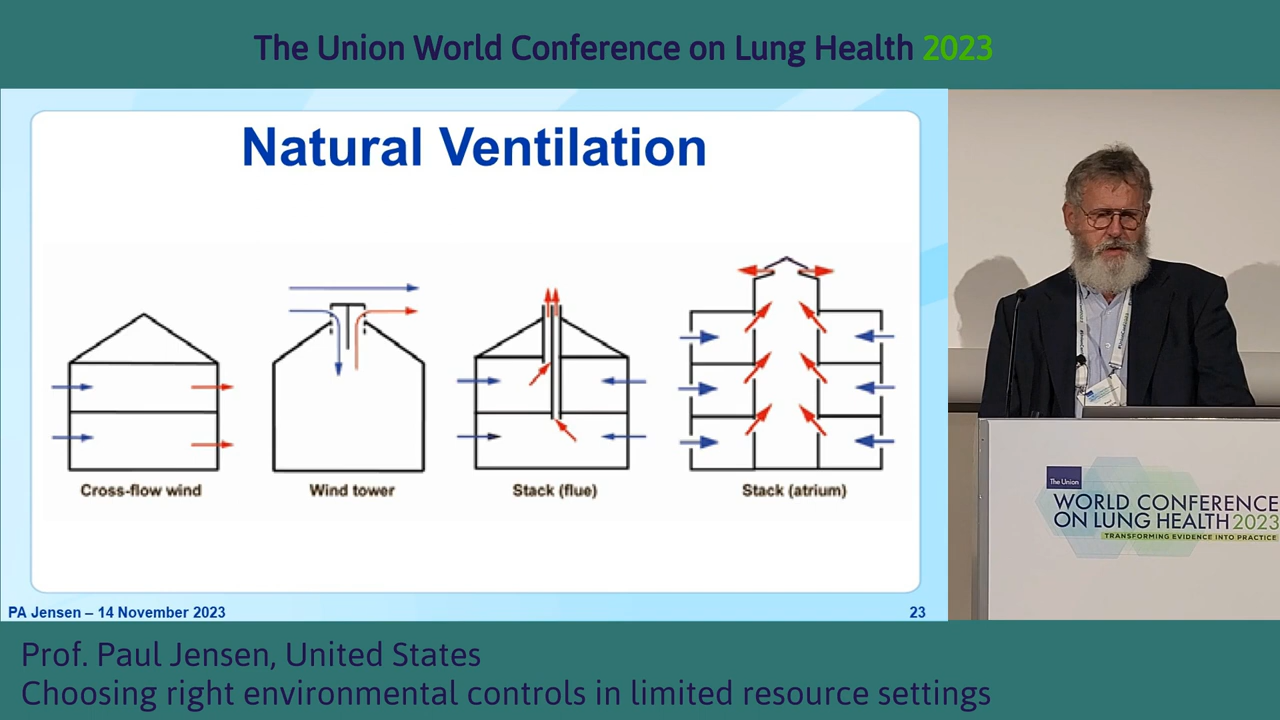 The Union World Conference on Lung Health 2023
Natural Ventilation
Cross-flow wind
Wind tower
Stack (flue)
Stack (atrium)
PA Jensen – 14 November 2023
23
The Union
WORLD CONFERENCE
ON LUNG HEALTH 2023
TRANSFORMING EVIDENCE INTO PRACTICE
Prof. Paul Jensen, United States
Choosing right environmental controls in limited resource settings